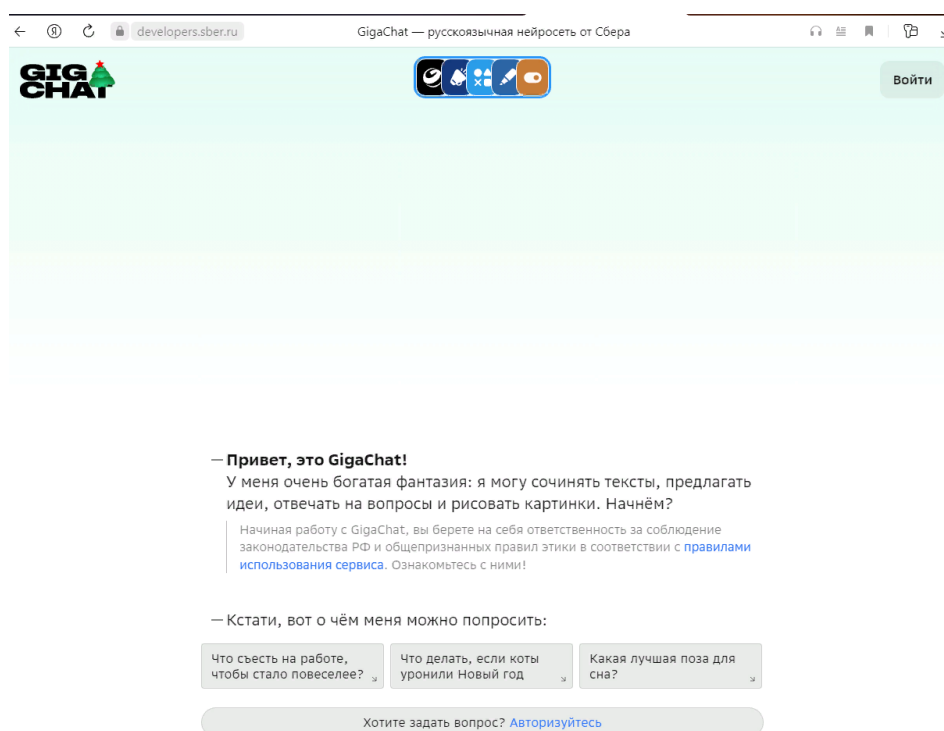 developers.sber.ru
GigaChat — русскоязычная нейросеть от Сбера
GIG
CHAT
Войти
— Привет, это GigaChat!
У меня очень богатая фантазия: я могу сочинять тексты, предлагать
идеи, отвечать на вопросы и рисовать картинки. Начнём?
Начиная работу с GigaChat, вы берете на себя ответственность за соблюдение
законодательства РФ и общепризнанных правил этики в соответствии с правилами
использования сервиса. Ознакомьтесь с ними!
— Кстати, вот о чём меня можно попросить:
Что съесть на работе,
чтобы стало повеселее?
Что делать, если коты
уронили Новый год
Какая лучшая поза для
сна?
Хотите задать вопрос? Авторизуйтесь